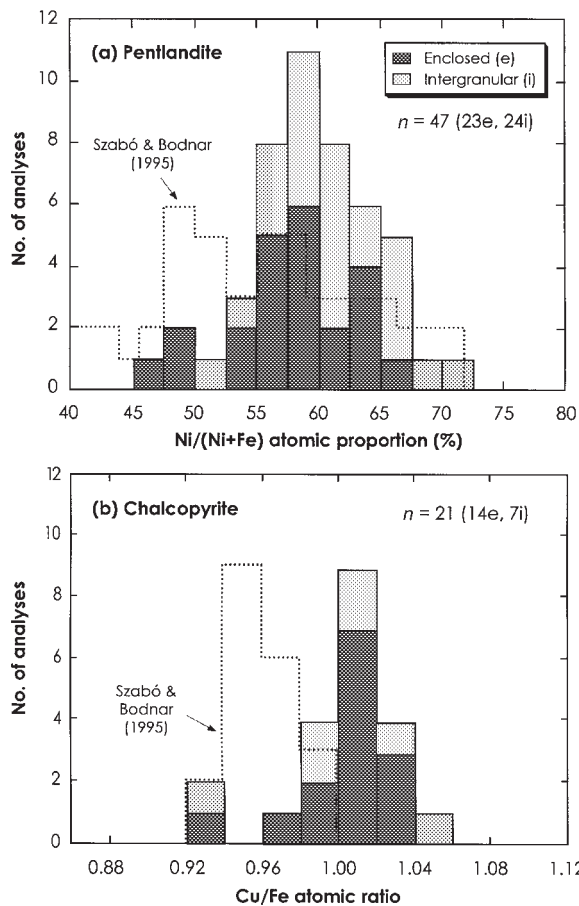 12
10
8
6
4
2
0
No. of analyses
(a) Pentlandite
Enclosed (e)
Intergranular (i)
n = 47 (23e, 24i)
Szabó & Bodnar
(1995)
40 45 50 55 60 65 70 75 80
Ni/(Ni+Fe) atomic proportion (%)
12
10
8
6
4
2
0
No. of analyses
(b) Chalcopyrite
n = 21 (14e, 7i)
Szabó &
Bodnar
(1995)
0.88 0.92 0.96 1.00 1.04 1.08 1.12
Cu/Fe atomic ratio